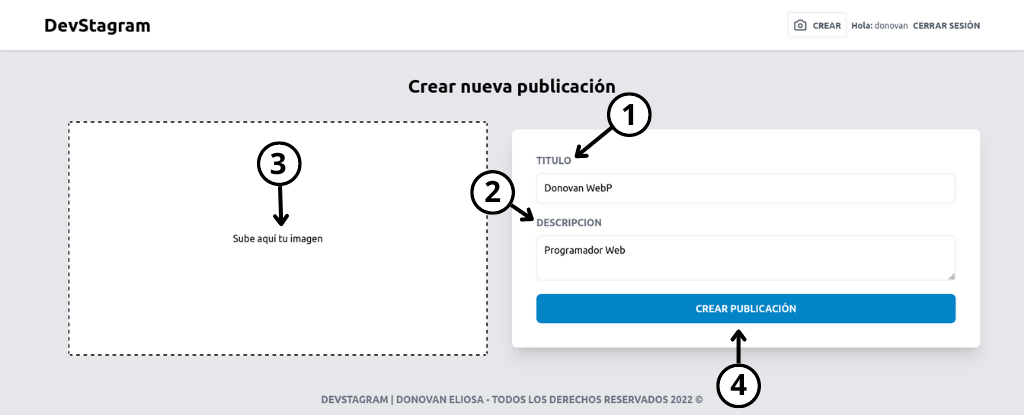 DevStagram
CREAR Hola: donovan CERRAR SESIÓN
Crear nueva publicación
1
TITULO
3
Donovan WebP
2
DESCRIPCION
Sube aquí tu imagen
Programador Web
CREAR PUBLICACIÓN
4
DEVSTAGRAM | DONOVAN ELIOSA - TODOS LOS DERECHOS RESERVADOS 2022 ©